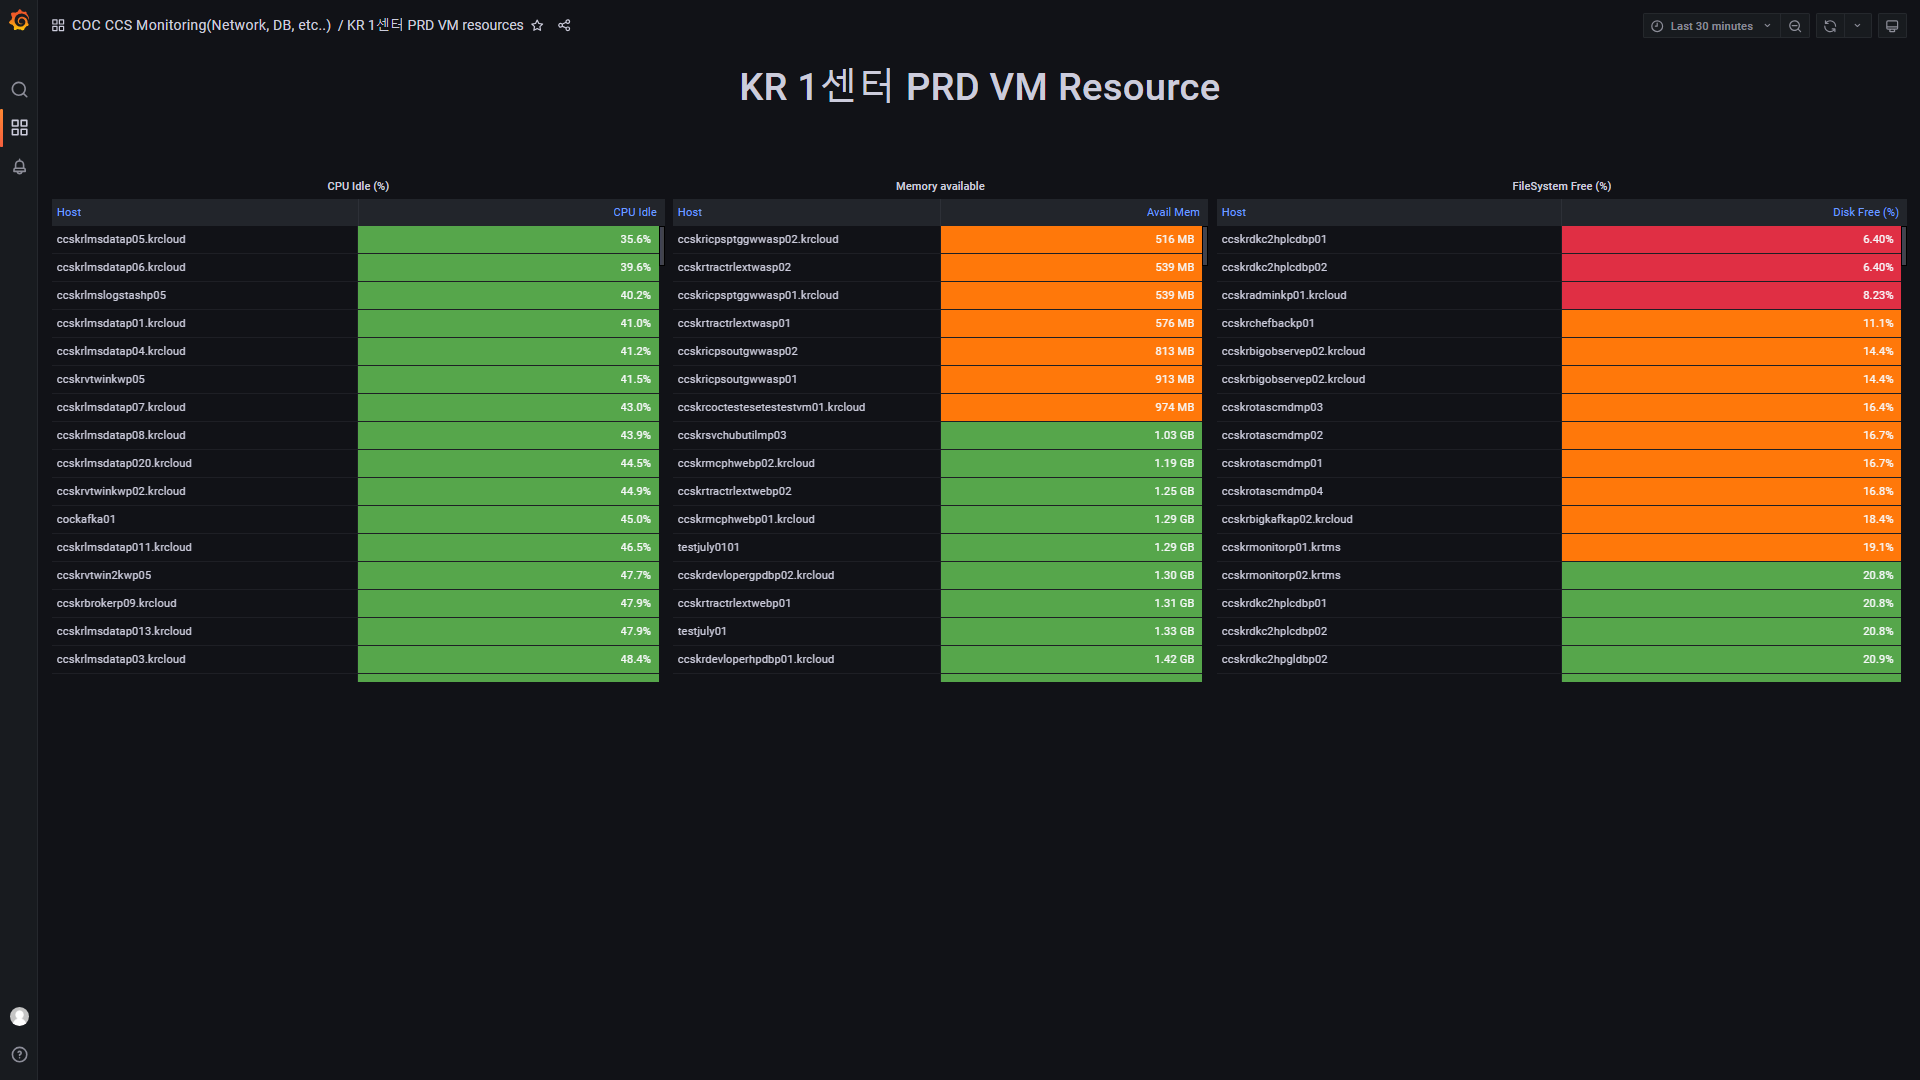 COC CCS Monitoring(Network, DB, etc..) / KR 1센터 PRD VM resources
Last 30 minutes
KR 1센터 PRD VM Resource
CPU Idle (%)
Host CPU Idle
ccskrlmsdatap05.krcloud 35.6%
ccskrlmsdatap06.krcloud 39.6%
ccskrlmslogstashp05 40.2%
ccskrlmsdatap01.krcloud 41.0%
ccskrlmsdatap04.krcloud 41.2%
ccskrvtwinkwp05 41.5%
ccskrlmsdatap07.krcloud 43.0%
ccskrlmsdatap08.krcloud 43.9%
ccskrlmsdatap020.krcloud 44.5%
ccskrvtwinkwp02.krcloud 44.9%
cockafka01 45.0%
ccskrlmsdatap011.krcloud 46.5%
ccskrvtwin2kwp05 47.7%
ccskrbrokerp09.krcloud 47.9%
ccskrlmsdatap013.krcloud 47.9%
ccskrlmsdatap03.krcloud 48.4%
Memory available
Host Avail Mem
ccskricpsptggwwasp02.krcloud 516 MB
ccskrtractrlextwasp02 539 MB
ccskricpsptggwwasp01.krcloud 539 MB
ccskrtractrlextwasp01 576 MB
ccskricpsoutgwwasp02 813 MB
ccskricpsoutgwwasp01 913 MB
ccskrcoctestesetestestvm01.krcloud 974 MB
ccskrsvchubutilmp03 1.03 GB
ccskrmcphwebp02.krcloud 1.19 GB
ccskrtractrlextwebp02 1.25 GB
ccskrmcphwebp01.krcloud 1.29 GB
testjuly0101 1.29 GB
ccskrdevlopergpdbp02.krcloud 1.30 GB
ccskrtractrlextwebp01 1.31 GB
testjuly01 1.33 GB
ccskrdevloperhpdbp01.krcloud 1.42 GB
FileSystem Free (%)
Host Disk Free (%)
ccskrdkc2hplcdbp01 6.40%
ccskrdkc2hplcdbp02 6.40%
ccskradminkp01.krcloud 8.23%
ccskrchefbackp01 11.1%
ccskrbigobservep02.krcloud 14.4%
ccskrbigobservep02.krcloud 14.4%
ccskrotascmdmp03 16.4%
ccskrotascmdmp02 16.7%
ccskrotascmdmp01 16.7%
ccskrotascmdmp04 16.8%
ccskrbigkafkap02.krcloud 18.4%
ccskrmonitorp01.krtms 19.1%
ccskrmonitorp02.krtms 20.8%
ccskrdkc2hplcdbp01 20.8%
ccskrdkc2hplcdbp02 20.8%
ccskrdkc2hpgldbp02 20.9%